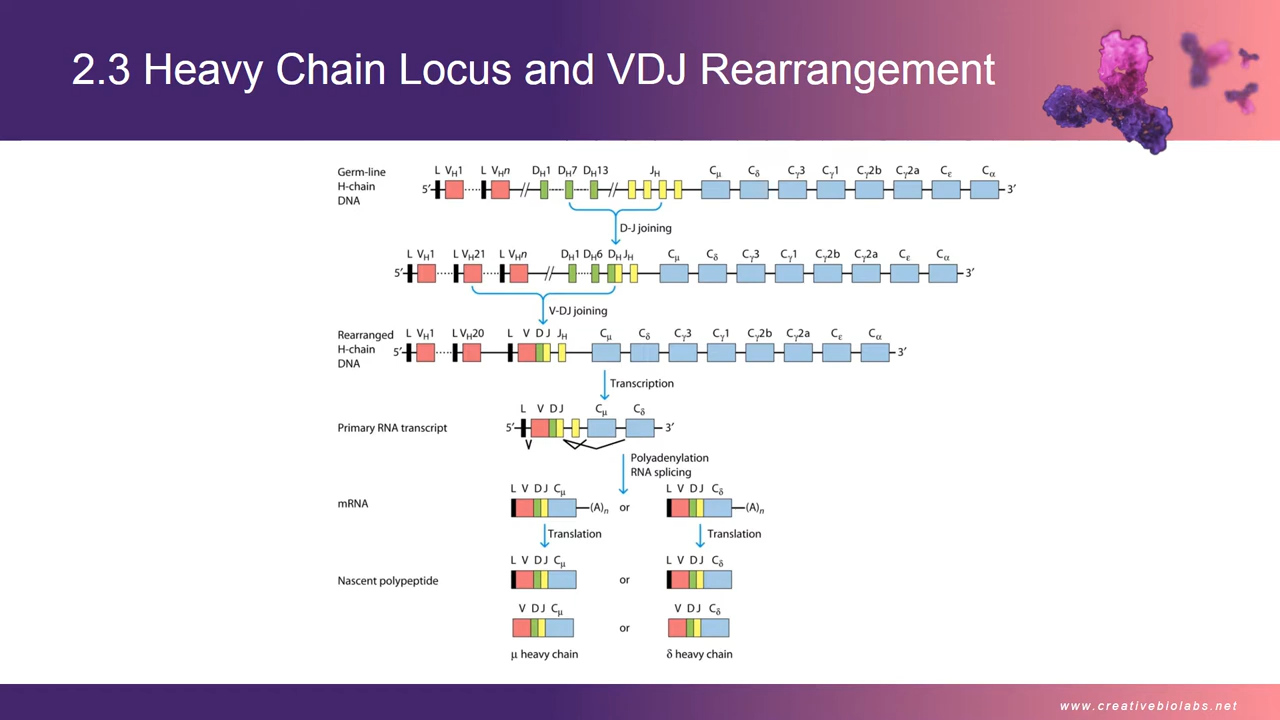 2.3 Heavy Chain Locus and VDJ Rearrangement
Germ-line
H-chain
DNA
L VH1 L VHn DH1 DH7 DH13 JH Cμ Cδ Cγ3 Cγ1 Cγ2b Cγ2a Cε Cα
5′ 3′
D-J joining
L VH1 L VH21 L VHn DH1 DH6 DH JH Cμ Cδ Cγ3 Cγ1 Cγ2b Cγ2a Cε Cα
5′ 3′
V-DJ joining
Rearranged
H-chain
DNA
L VH1 L VH20 L V D J JH Cμ Cδ Cγ3 Cγ1 Cγ2b Cγ2a Cε Cα
5′ 3′
Transcription
L V D J Cμ Cδ
Primary RNA transcript 5′ 3′
Polyadenylation
RNA splicing
L V D J Cμ L V D J Cδ
mRNA (A)n or (A)n
Translation Translation
L V D J Cμ L V D J Cδ
Nascent polypeptide or
V D J Cμ V D J Cδ
or
μ heavy chain δ heavy chain
www.creativebiolabs.net